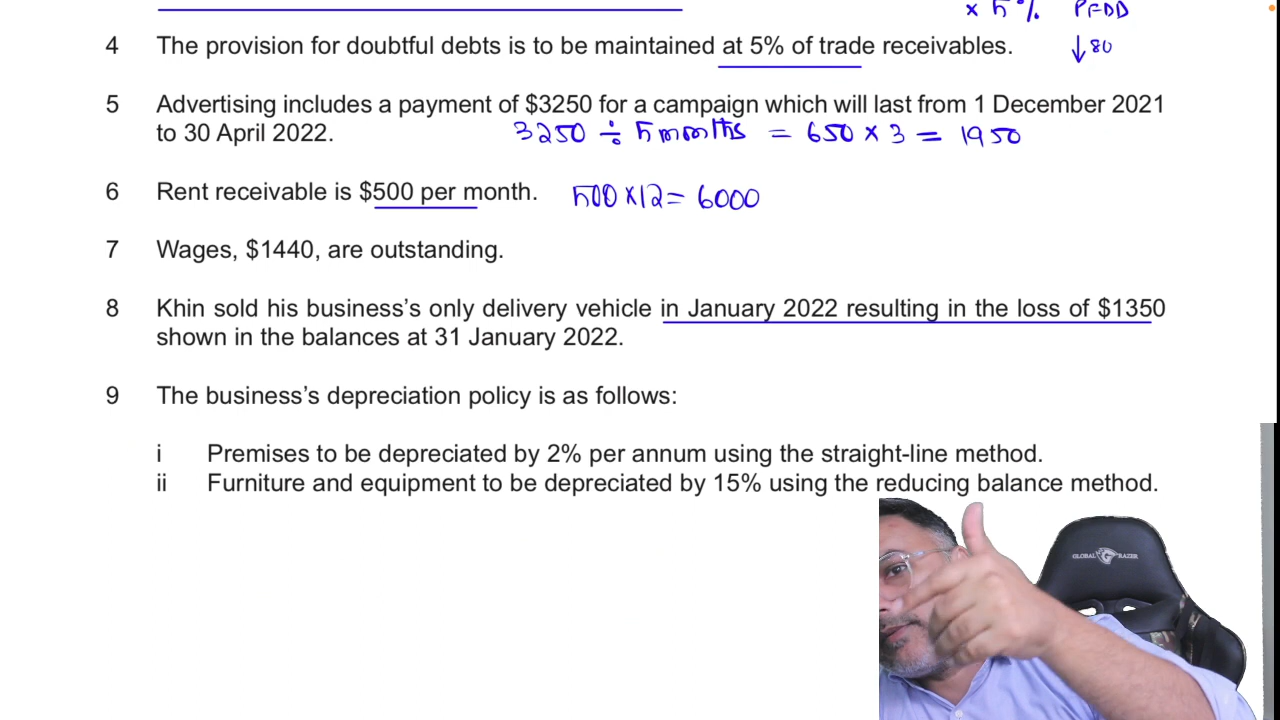 × 5% PFDD
4 The provision for doubtful debts is to be maintained at 5% of trade receivables. ↓80
5 Advertising includes a payment of $3250 for a campaign which will last from 1 December 2021
to 30 April 2022. 3250 ÷ 5 months = 650 × 3 = 1950
6 Rent receivable is $500 per month. 500 × 12 = 6000
7 Wages, $1440, are outstanding.
8 Khin sold his business’s only delivery vehicle in January 2022 resulting in the loss of $1350
shown in the balances at 31 January 2022.
9 The business’s depreciation policy is as follows:
i Premises to be depreciated by 2% per annum using the straight-line method.
ii Furniture and equipment to be depreciated by 15% using the reducing balance method.
GLOBAL RAZER